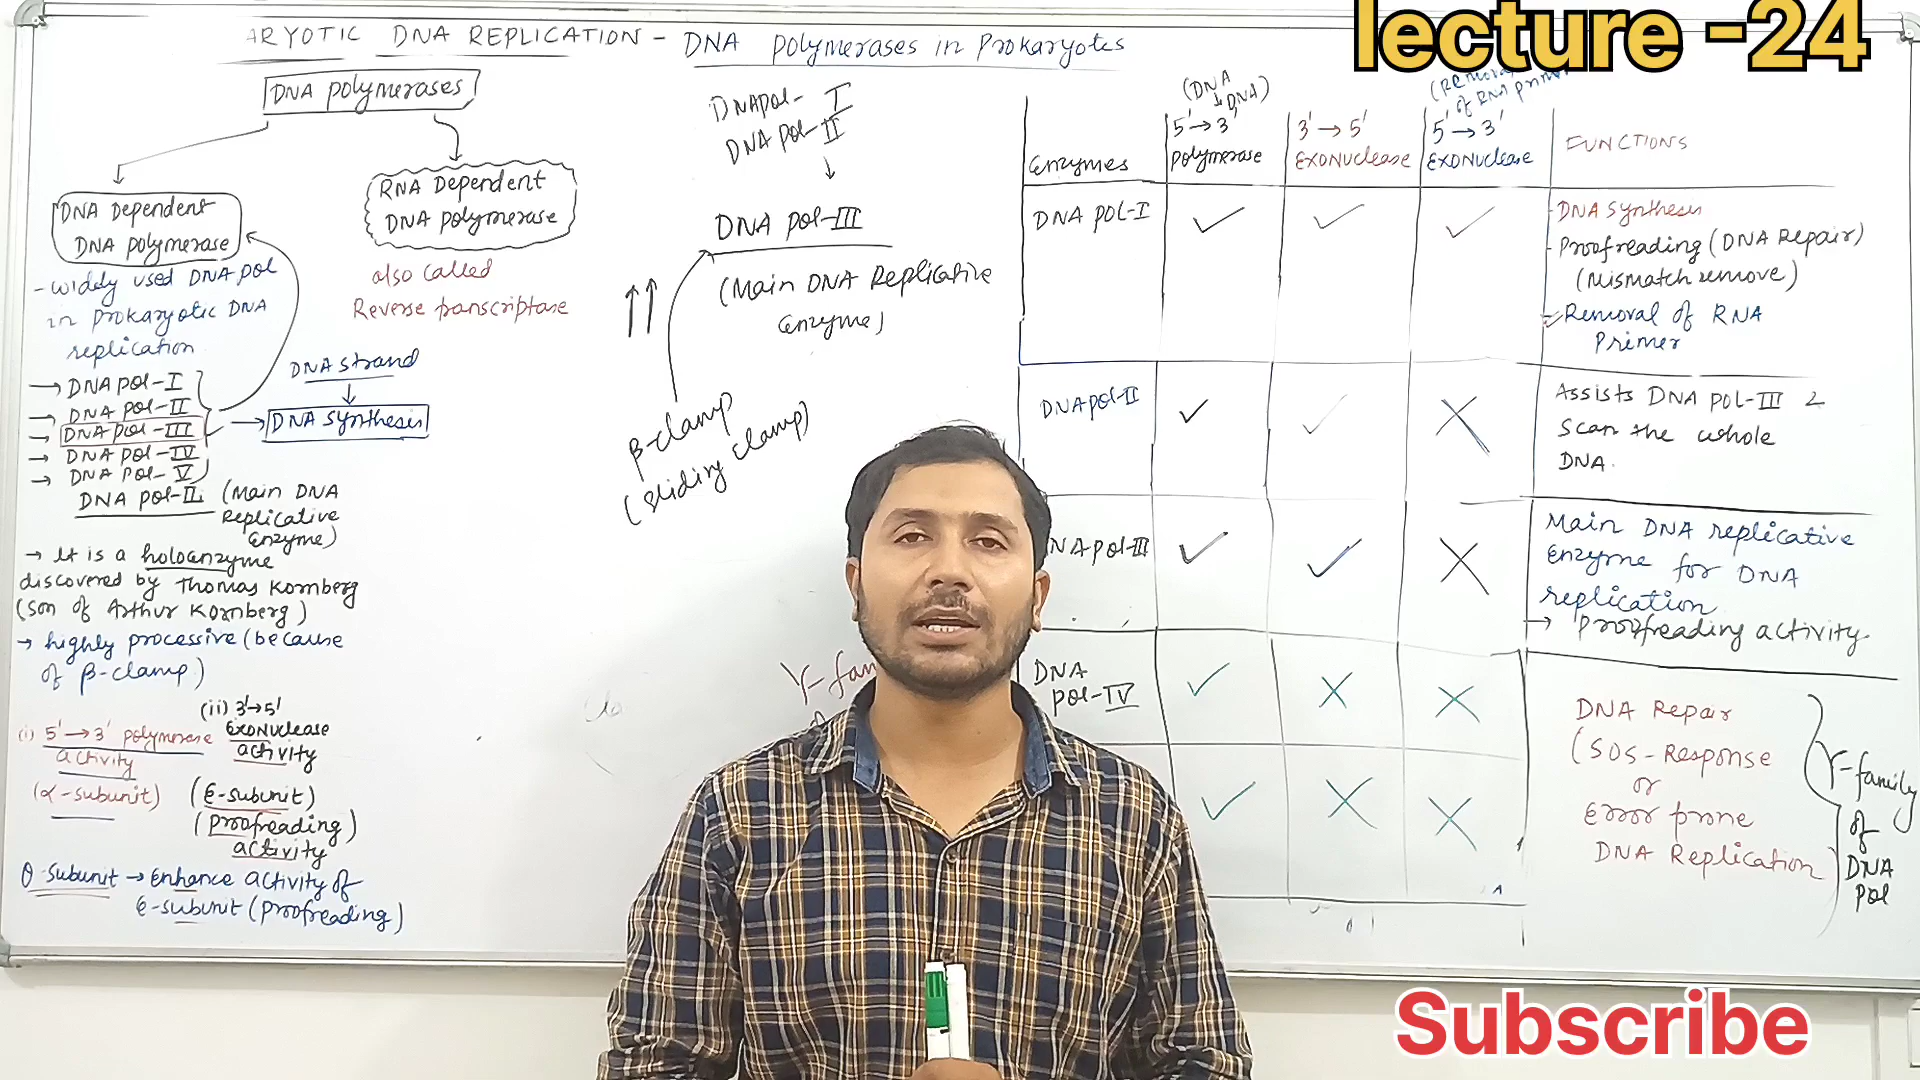 lecture -24
ARYOTIC DNA REPLICATION - DNA polymerases in Prokaryotes
DNA polymerases
DNA Dependent
DNA polymerase
- widely used DNA pol
in prokaryotic DNA
replication
→ DNA pol-I
→ DNA pol-II
→ DNA pol-III
→ DNA pol-IV
→ DNA pol-V
RNA Dependent
DNA polymerase
also called
Reverse transcriptase
DNA strand
↓
→ DNA synthesis
DNA pol-III (Main DNA
Replicative
Enzyme)
→ It is a holoenzyme
discovered by Thomas Kornberg
(son of Arthur Kornberg)
→ highly processive (because
of β-clamp)
(i) 5'→3' polymerase
activity
(α-subunit)
(ii) 3'→5'
Exonuclease
activity
(ε-subunit)
(proofreading)
activity
θ-subunit → Enhance activity of
ε-subunit (proofreading)
DNA pol- I
DNA pol-II
↓
DNA pol-III
(Main DNA Replicative
Enzyme)
↑↑
β-clamp
(sliding clamp)
Enzymes
(DNA
↓ DNA)
5'→3'
polymerase
3'→5'
Exonuclease
of RNA
5'→3'
Exonuclease
FUNCTIONS
DNA pol-I ✓ ✓ ✓
- DNA synthesis
- Proofreading (DNA Repair)
(Mismatch remove)
- Removal of RNA
Primer
DNA pol-II ✓ ✓ X
Assists DNA pol-III &
Scan the whole
DNA.
NA pol-III ✓ ✓ X
Main DNA replicative
enzyme for DNA
replication
→ Proofreading activity
Y-fam
DNA
pol-IV ✓ X X
✓ X X
DNA Repair
(SOS-Response
or
Error prone
DNA Replication)
Y-family
of
DNA
pol
Subscribe